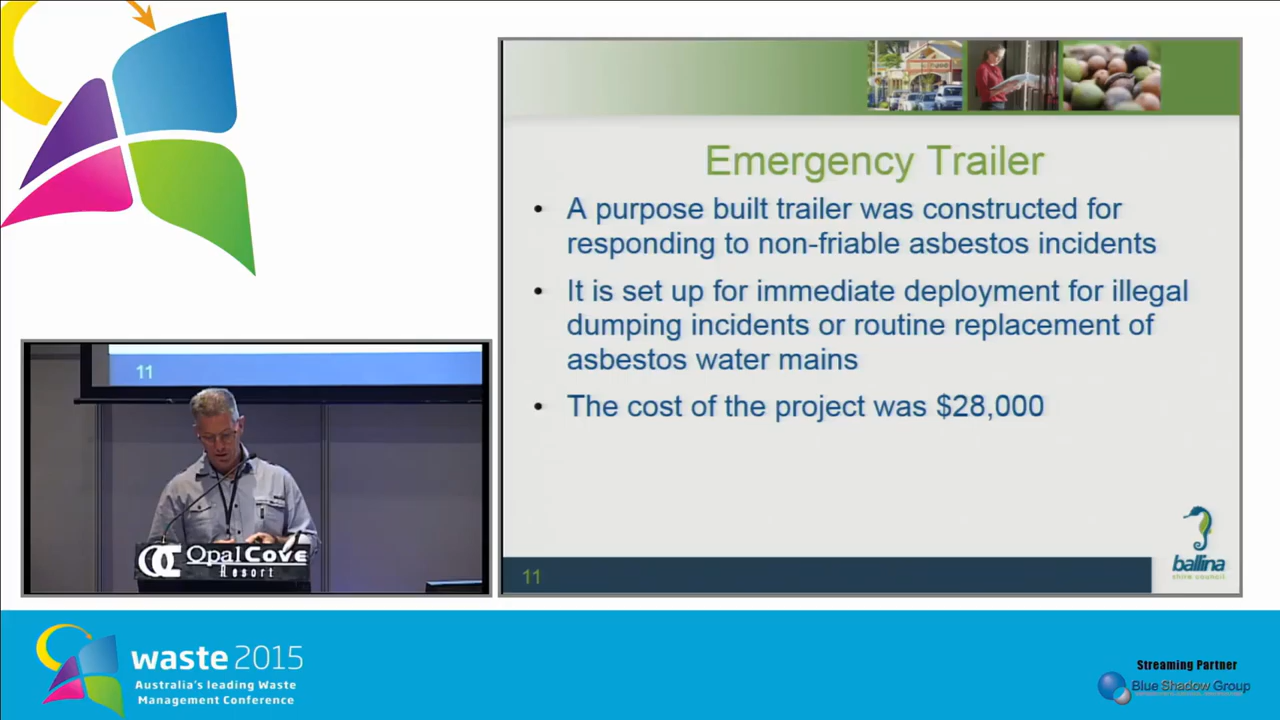 Emergency Trailer
• A purpose built trailer was constructed for
responding to non-friable asbestos incidents
• It is set up for immediate deployment for illegal
dumping incidents or routine replacement of
asbestos water mains
• The cost of the project was $28,000
11
ballina
shire council
11
OC Opal Cove
Resort
waste 2015
Australia's leading Waste
Management Conference
Streaming Partner
Blue Shadow Group